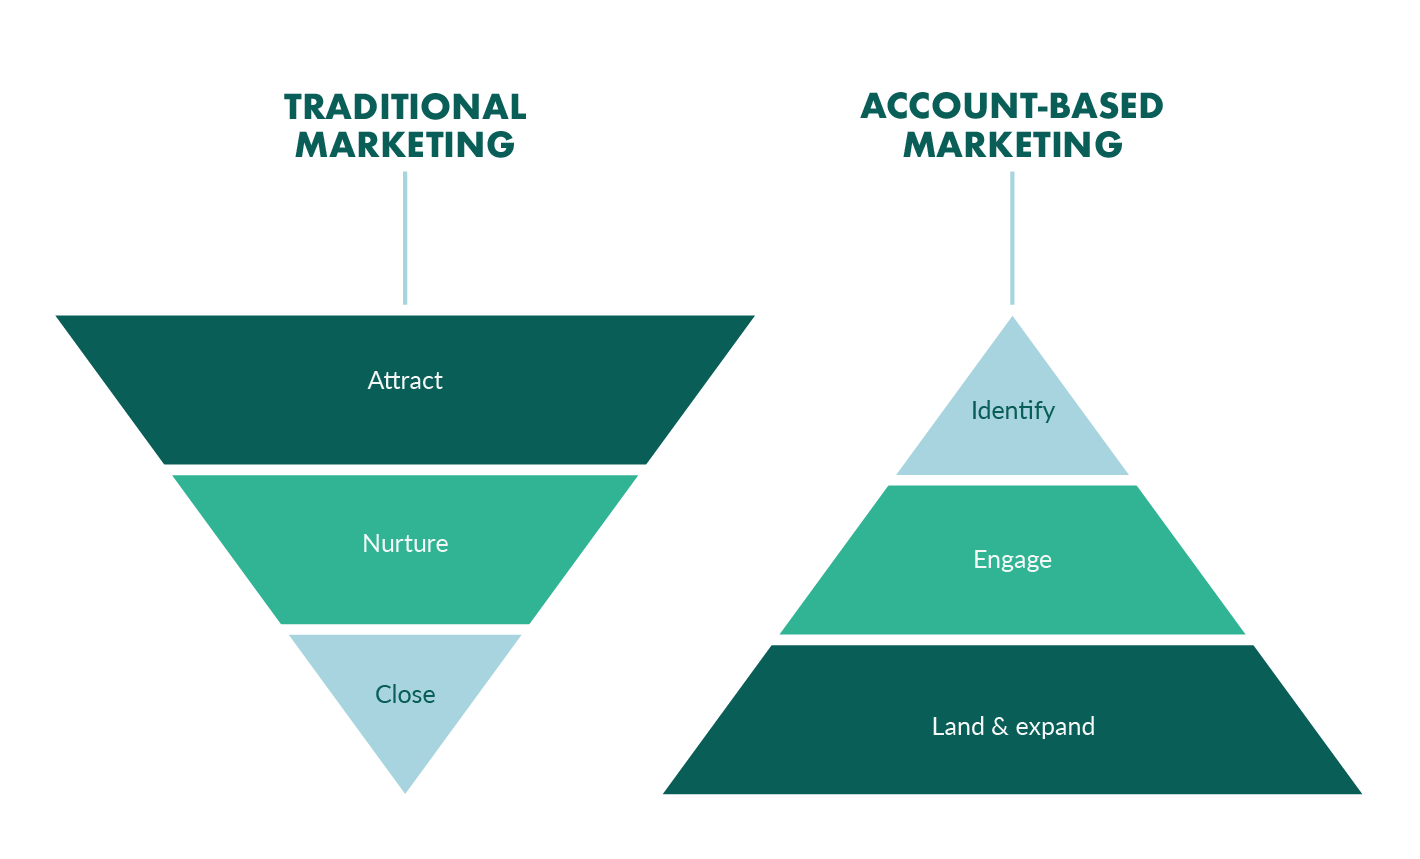 TRADITIONAL
MARKETING
Attract
Nurture
Close
ACCOUNT-BASED
MARKETING
Identify
Engage
Land & expand